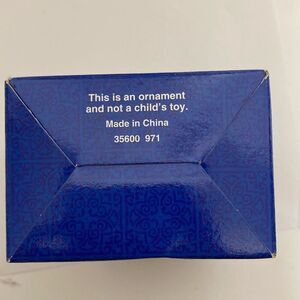 This is an ornament
and not a child's toy.
Made in China
35600 971